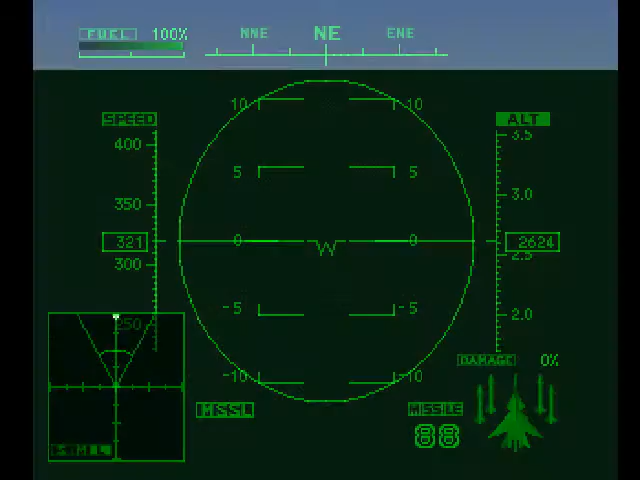 FUEL 100%
NNE NE ENE
10 10
SPEED ALT
400 3.5
5 5
350 3.0
0 0
321 2624
300 2.5
-5 -5
250 2.0
DAMAGE 0%
-10 -10
MSSL MISSILE
88